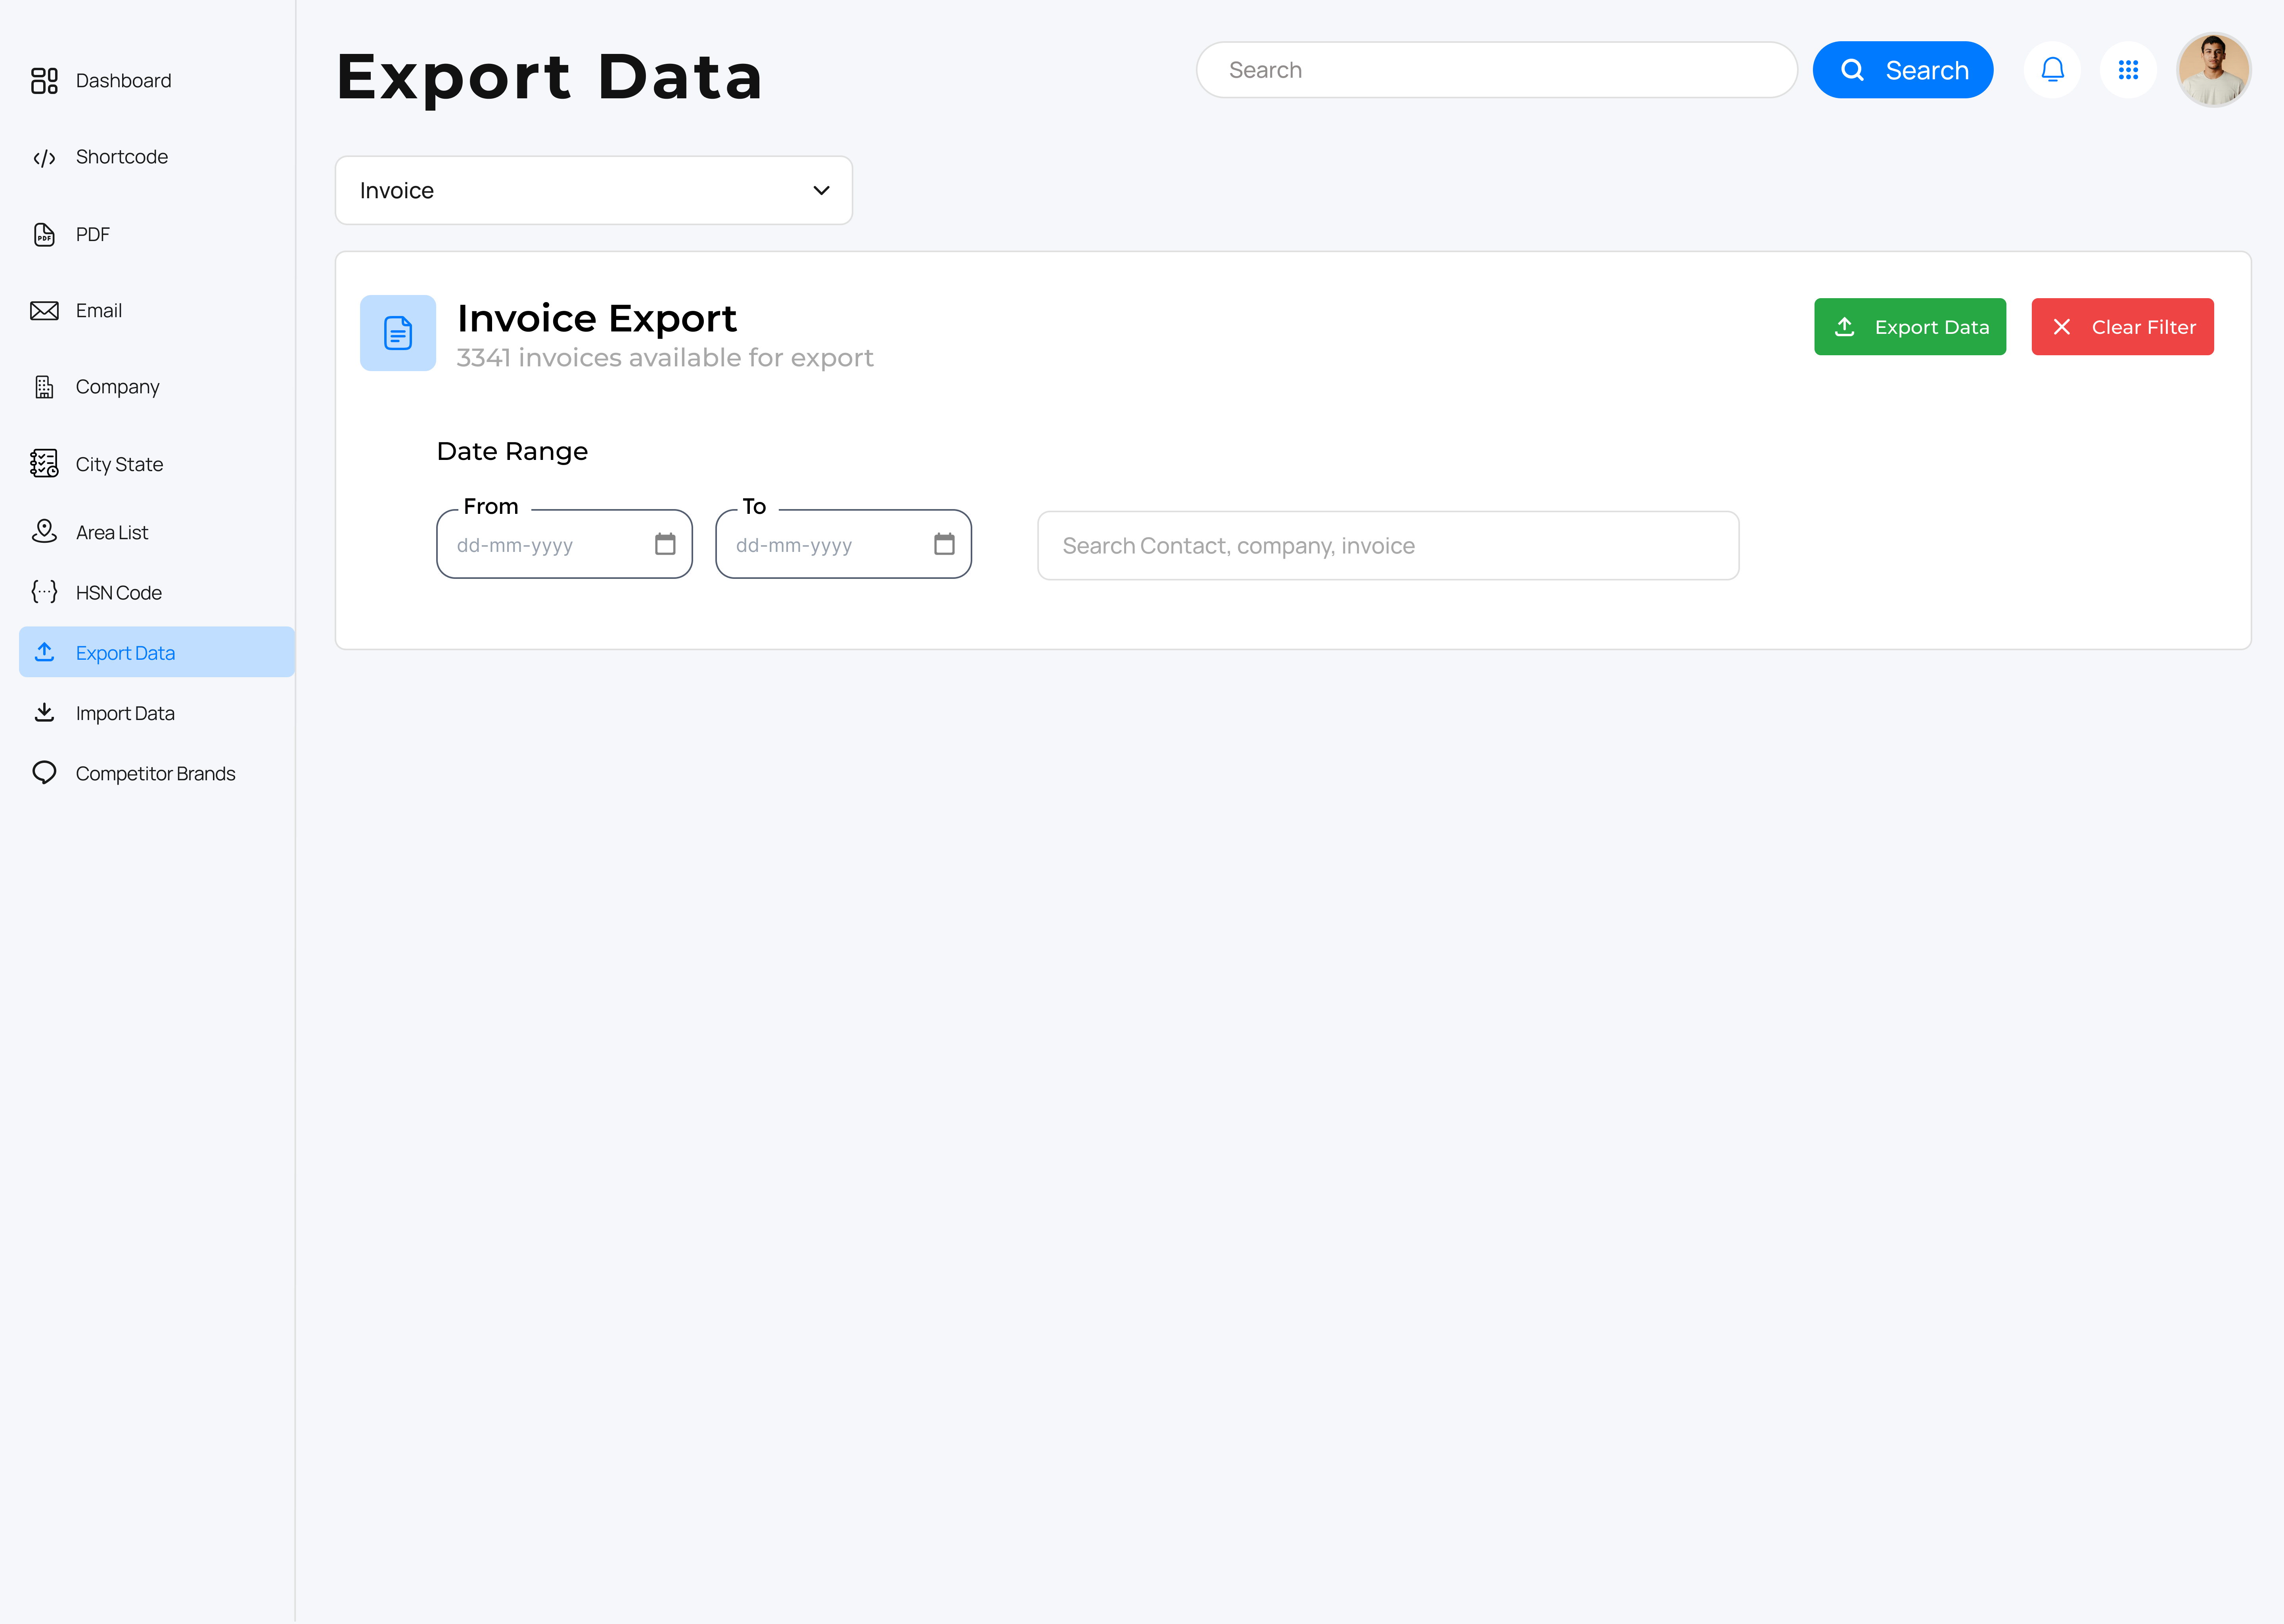 Dashboard
Shortcode
PDF
Email
Company
City State
Area List
HSN Code
Export Data
Import Data
Competitor Brands
Export Data
Search
Search
Invoice
Invoice Export
3341 invoices available for export
Export Data
Clear Filter
Date Range
From
dd-mm-yyyy
To
dd-mm-yyyy
Search Contact, company, invoice